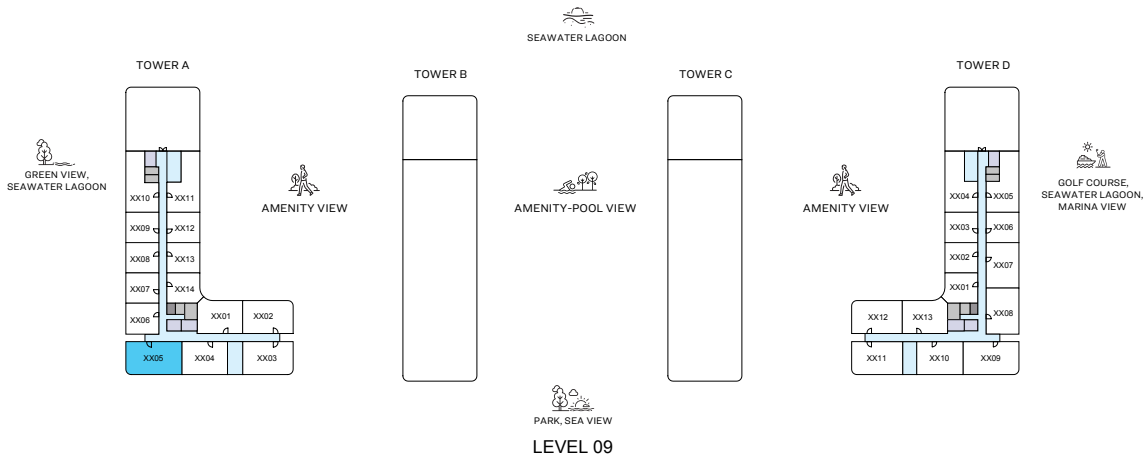 SEAWATER LAGOON
TOWER A
TOWER B
TOWER C
TOWER D
GREEN VIEW,
SEAWATER LAGOON
AMENITY VIEW
AMENITY-POOL VIEW
AMENITY VIEW
GOLF COURSE,
SEAWATER LAGOON,
MARINA VIEW
XX10 XX11
XX09 XX12
XX08 XX13
XX07 XX14
XX06
XX01 XX02
XX05 XX04 XX03
XX04 XX05
XX03 XX06
XX02
XX07
XX01
XX08
XX12 XX13
XX11 XX10 XX09
PARK, SEA VIEW
LEVEL 09